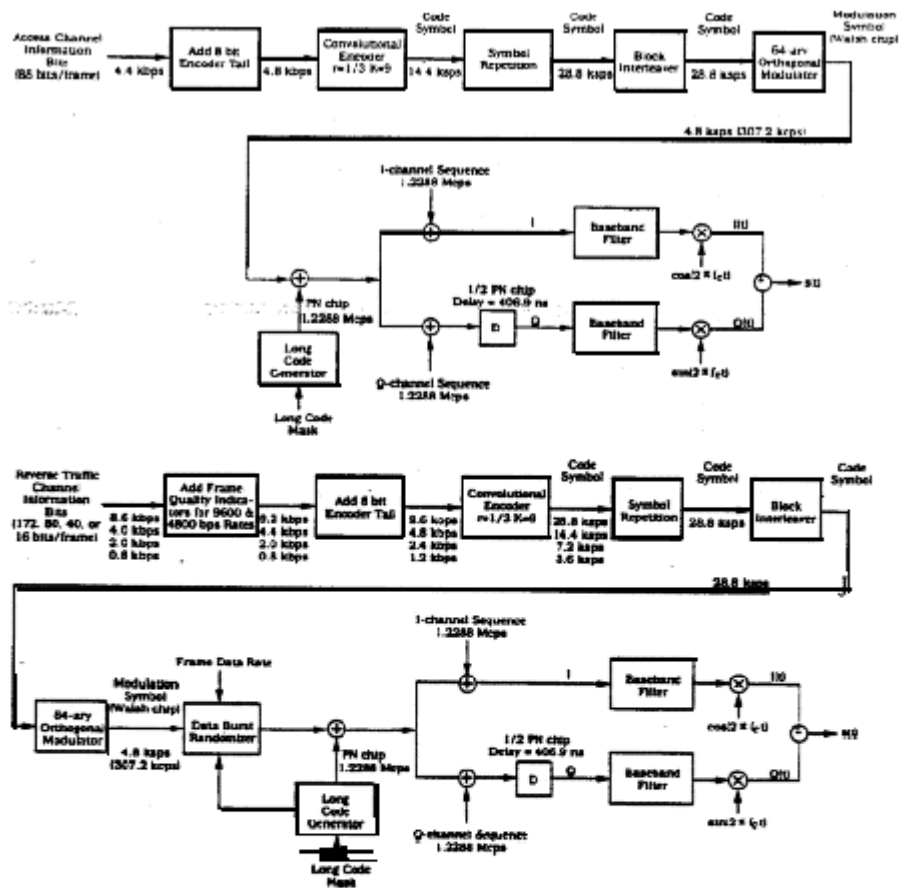 Access Channel
Information
Bits
(88 bits/frame)
4.4 kbps
Add 8 bit
Encoder Tail
4.8 kbps
Convolutional
Encoder
r=1/3 K=9
Code
Symbol
14.4 ksps
Symbol
Repetition
Code
Symbol
28.8 ksps
Block
Interleaver
Code
Symbol
28.8 ksps
64-ary
Orthogonal
Modulator
Modulation
Symbol
(Walsh chip)
4.8 ksps (307.2 kcps)
I-channel Sequence
1.2288 Mcps
I
Baseband
Filter
I(t)
cos(2π fct)
s(t)
PN chip
(1.2288 Mcps
1/2 PN chip
Delay = 406.9 ns
D
Q
Baseband
Filter
Q(t)
sin(2π fct)
Long
Code
Generator
Q-channel Sequence
1.2288 Mcps
Long Code
Mask
Reverse Traffic
Channel
Information
Bits
(172, 80, 40, or
16 bits/frame)
8.6 kbps
4.0 kbps
2.0 kbps
0.8 kbps
Add Frame
Quality Indica-
tors for 9600 &
4800 bps Rates
9.2 kbps
4.4 kbps
2.0 kbps
0.8 kbps
Add 8 bit
Encoder Tail
9.6 kbps
4.8 kbps
2.4 kbps
1.2 kbps
Convolutional
Encoder
r=1/3 K=9
Code
Symbol
28.8 ksps
14.4 ksps
7.2 ksps
3.6 ksps
Symbol
Repetition
Code
Symbol
28.8 ksps
Block
Interleaver
Code
Symbol
28.8 ksps
I-channel Sequence
1.2288 Mcps
Frame Data Rate
64-ary
Orthogonal
Modulator
Modulation
Symbol
(Walsh chip)
4.8 ksps
(307.2 kcps)
Data Burst
Randomizer
PN chip
1.2288 Mcps
I
Baseband
Filter
I(t)
cos(2π fct)
s(t)
1/2 PN chip
Delay = 406.9 ns
D
Q
Baseband
Filter
Q(t)
sin(2π fct)
Long
Code
Generator
Q-channel Sequence
1.2288 Mcps
Long Code
Mask